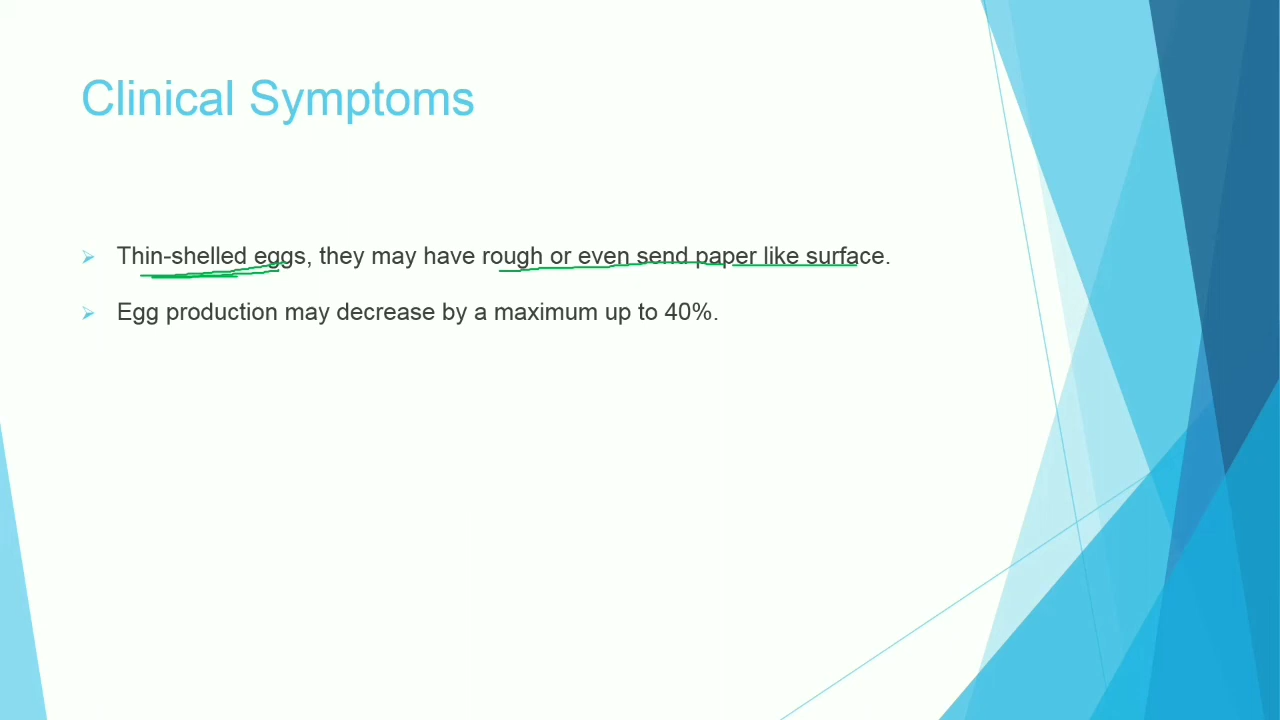 Clinical Symptoms
Thin-shelled eggs, they may have rough or even send paper like surface.
Egg production may decrease by a maximum up to 40%.